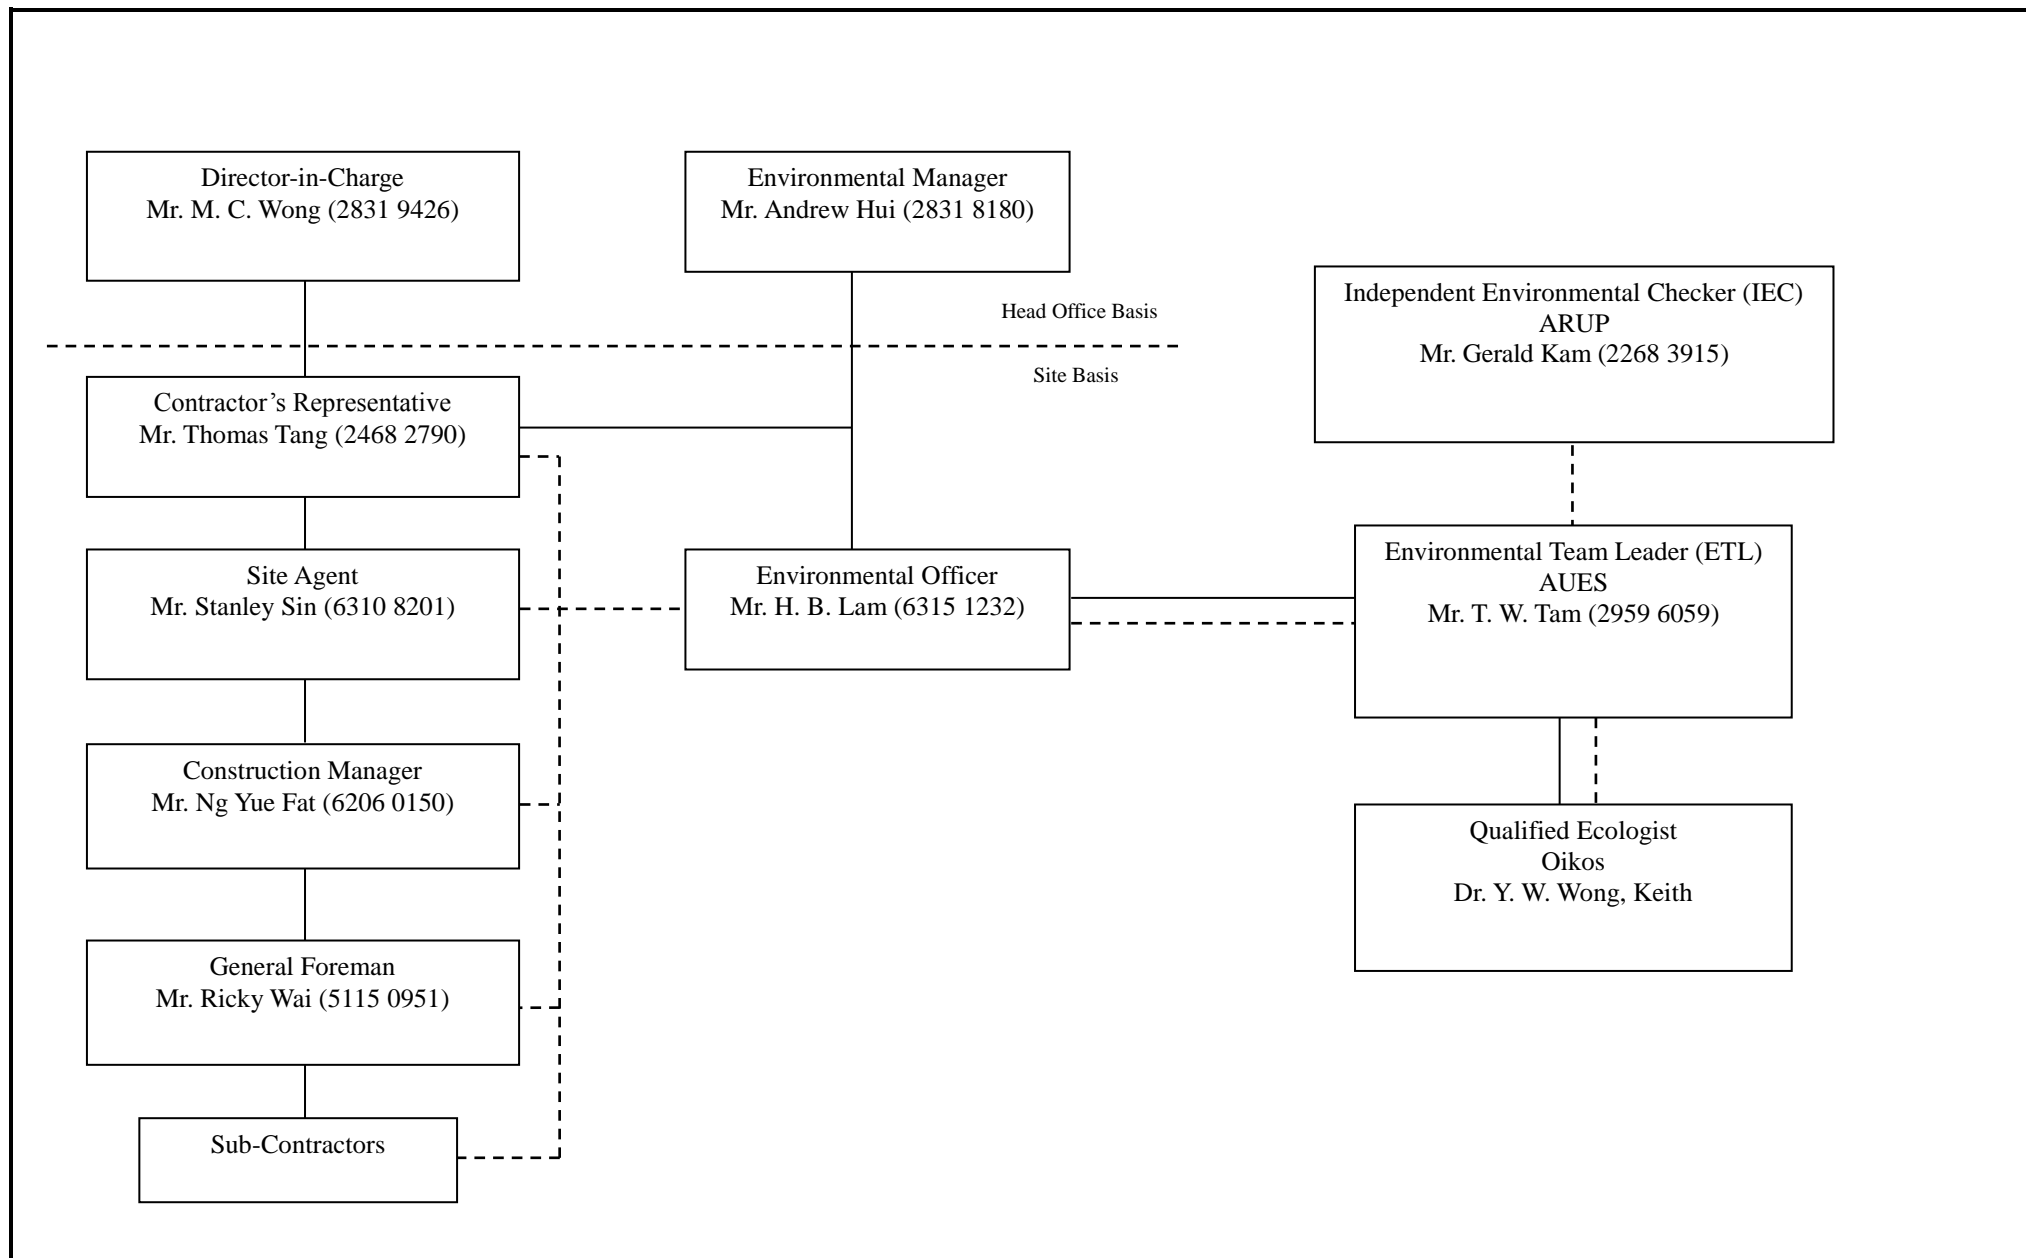 Director-in-Charge
Mr. M. C. Wong (2831 9426)
Environmental Manager
Mr. Andrew Hui (2831 8180)
Independent Environmental Checker (IEC)
ARUP
Mr. Gerald Kam (2268 3915)
Head Office Basis
Site Basis
Contractor’s Representative
Mr. Thomas Tang (2468 2790)
Site Agent
Mr. Stanley Sin (6310 8201)
Environmental Officer
Mr. H. B. Lam (6315 1232)
Environmental Team Leader (ETL)
AUES
Mr. T. W. Tam (2959 6059)
Construction Manager
Mr. Ng Yue Fat (6206 0150)
Qualified Ecologist
Oikos
Dr. Y. W. Wong, Keith
General Foreman
Mr. Ricky Wai (5115 0951)
Sub-Contractors